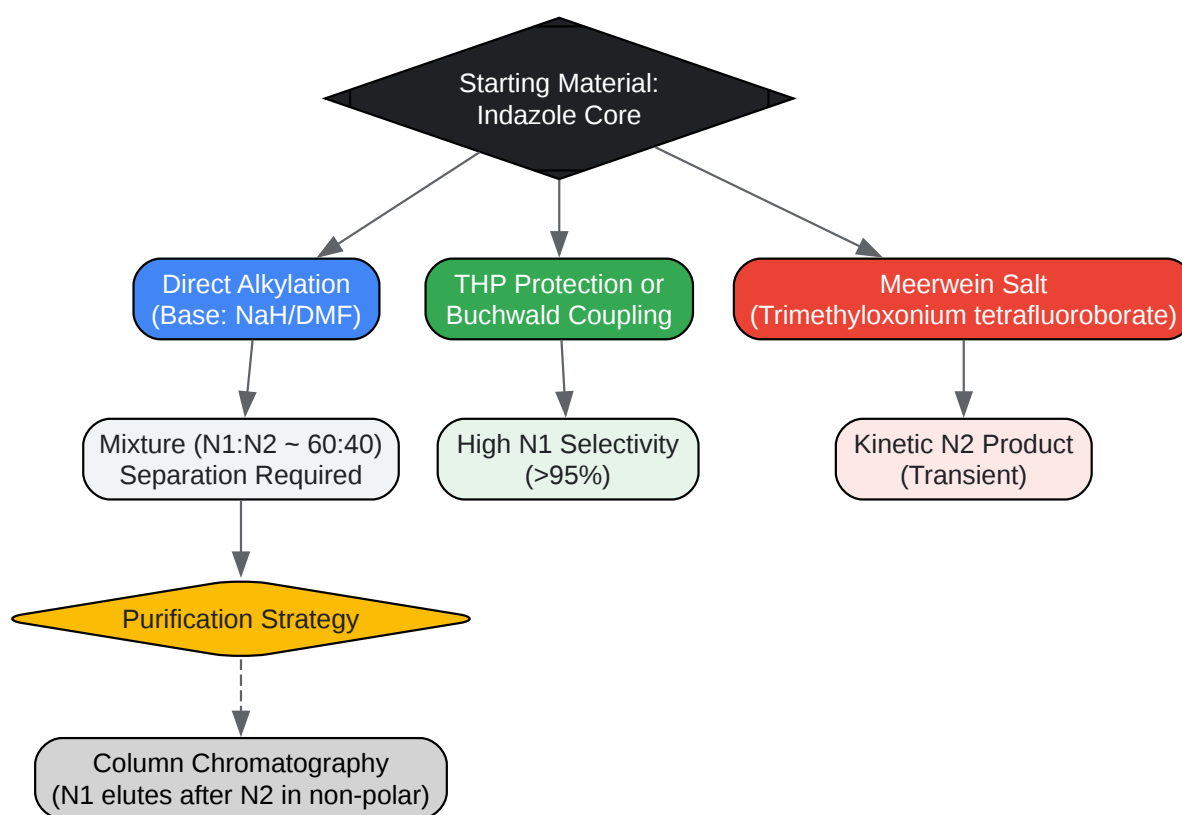 Starting Material:
Indazole Core
Direct Alkylation
(Base: NaH/DMF)
THP Protection or
Buchwald Coupling
Meerwein Salt
(Trimethyloxonium tetrafluoroborate)
Mixture (N1:N2 ~ 60:40)
Separation Required
High N1 Selectivity
(>95%)
Kinetic N2 Product
(Transient)
Purification Strategy
Column Chromatography
(N1 elutes after N2 in non-polar)